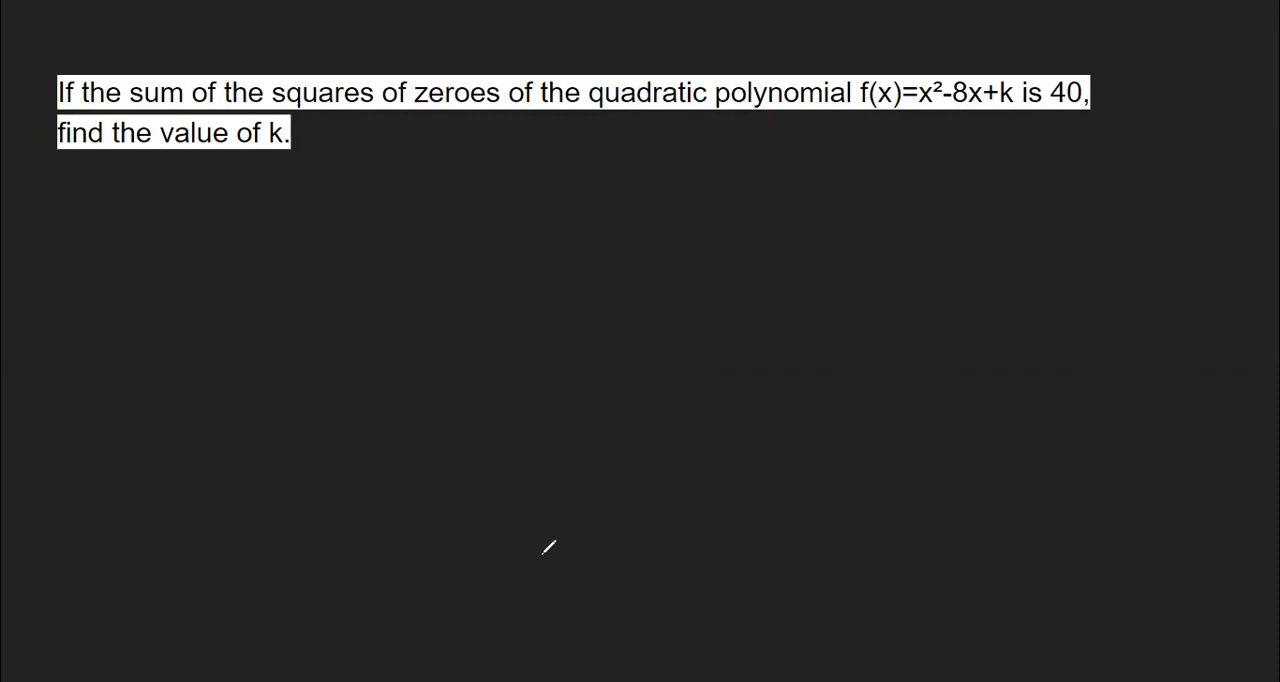 If the sum of the squares of zeroes of the quadratic polynomial f(x)=x²-8x+k is 40,
find the value of k.